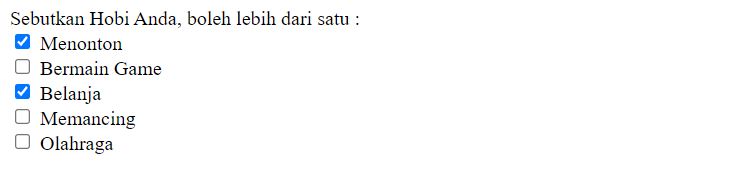 Sebutkan Hobi Anda, boleh lebih dari satu :
Menonton
Bermain Game
Belanja
Memancing
Olahraga